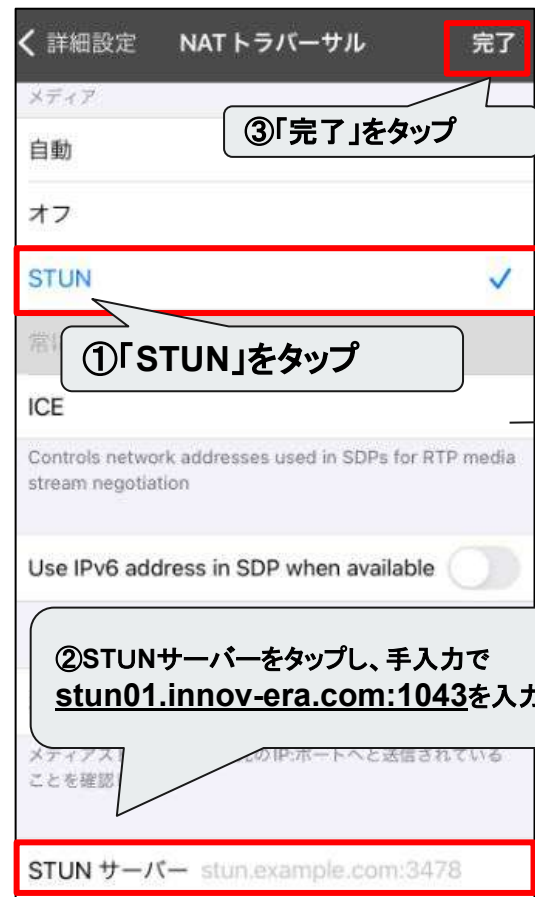 詳細設定 NAT トラバーサル 完了
メディア
③「完了」をタップ
自動
オフ
STUN
①「STUN」をタップ
ICE
Controls network addresses used in SDPs for RTP media
stream negotiation
Use IPv6 address in SDP when available
②STUNサーバーをタップし、手入力で
stun01.innov-era.com:1043を入力
メディアス
のIP:ポートへと送信されている
ことを確認
STUN サーバー stun.example.com:3478